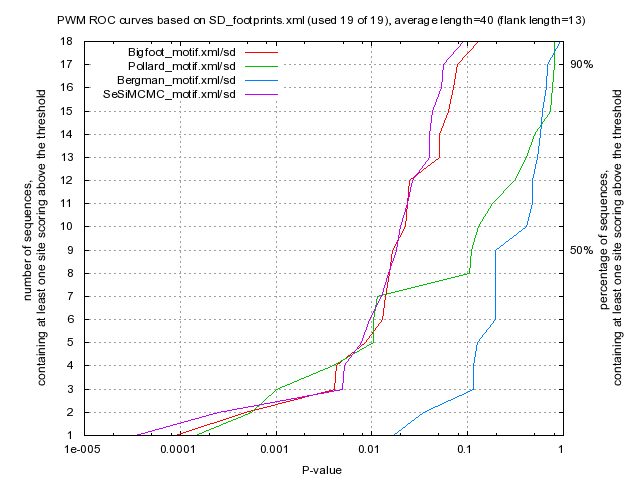 PWM ROC curves based on SD_footprints.xml (used 19 of 19), average length=40 (flank length=13)
number of sequences,
containing at least one site scoring above the threshold
18
17
16
15
14
13
12
11
10
9
8
7
6
5
4
3
2
1
Bigfoot_motif.xml/sd
Pollard_motif.xml/sd
Bergman_motif.xml/sd
SeSiMCMC_motif.xml/sd
90%
50%
percentage of sequences,
containing at least one site scoring above the threshold
1e-005 0.0001 0.001 0.01 0.1 1
P-value